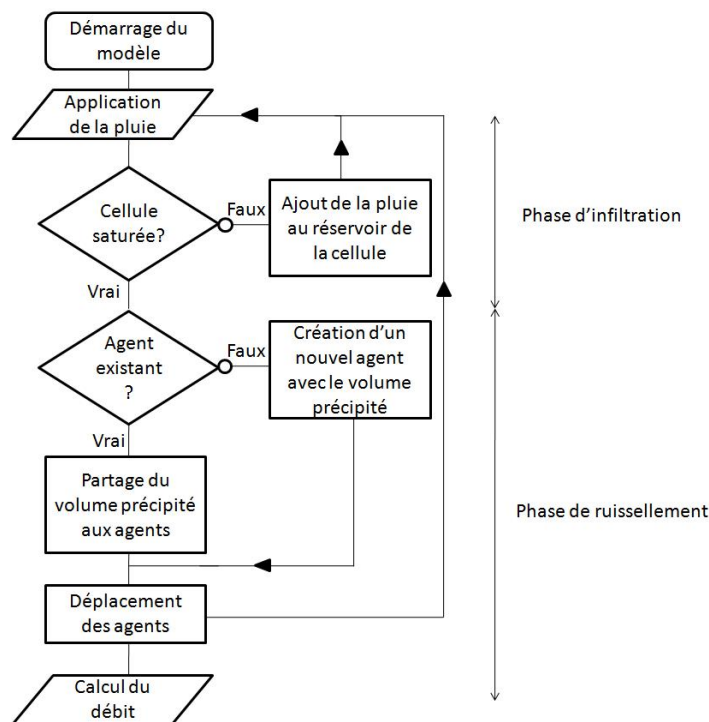 Démarrage du
modèle
Application
de la pluie
Cellule
saturée?
Faux
Ajout de la pluie
au réservoir de
la cellule
Phase d’infiltration
Vrai
Agent
existant
?
Faux
Création d’un
nouvel agent
avec le volume
précipité
Vrai
Partage du
volume précipité
aux agents
Phase de ruissellement
Déplacement
des agents
Calcul du
débit